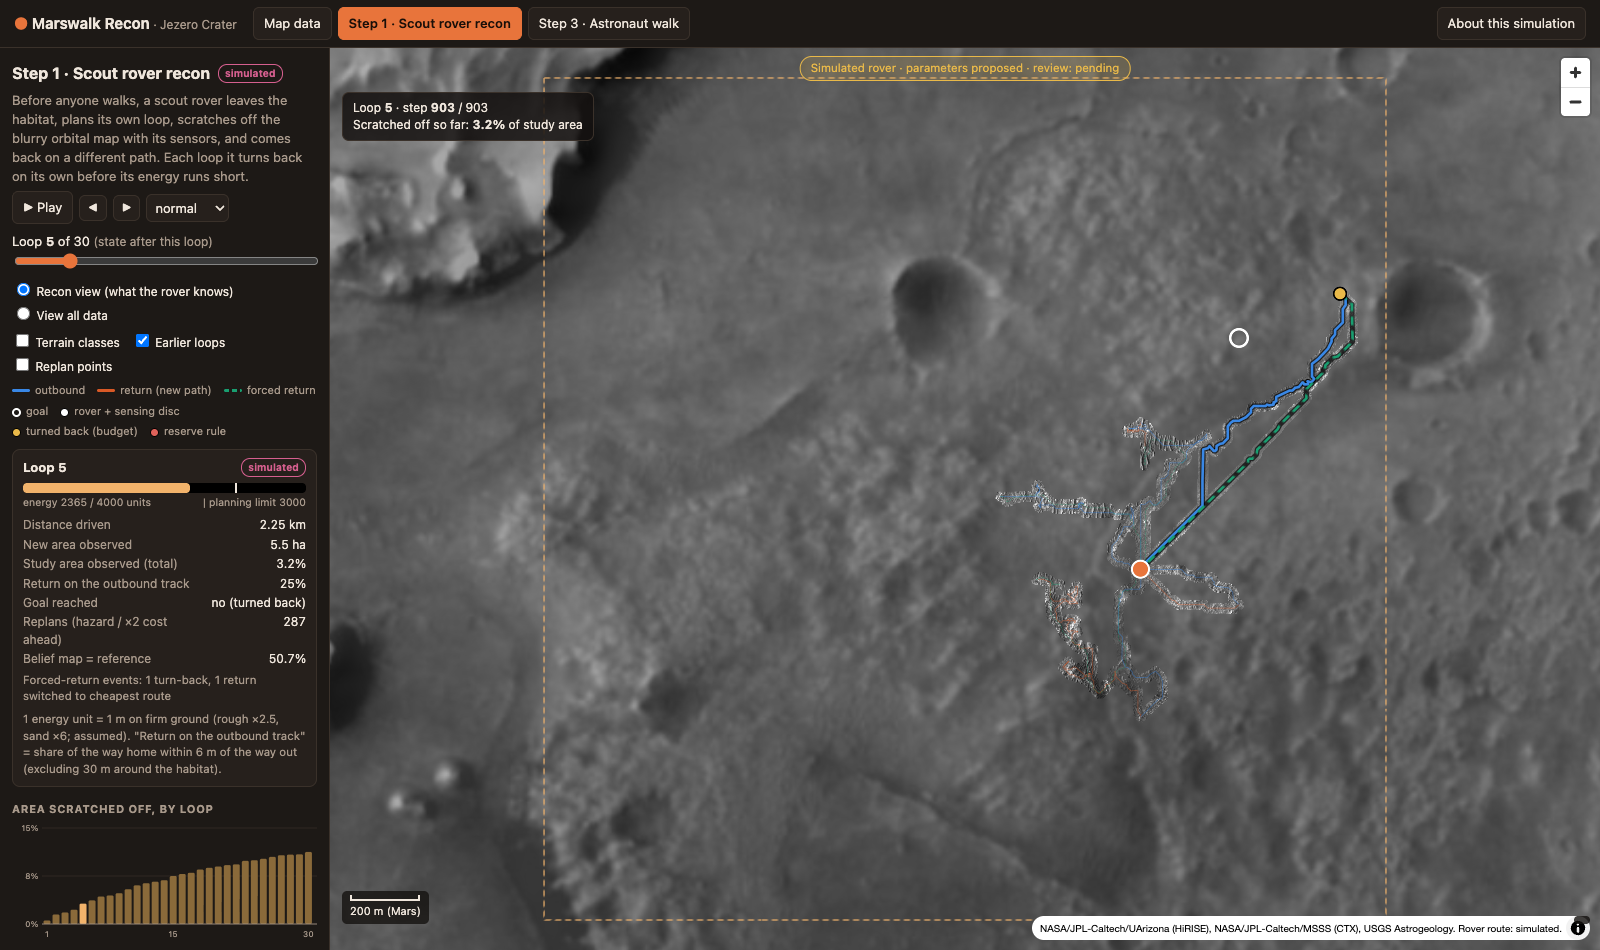 Marswalk Recon · Jezero Crater
Map data
Step 1 · Scout rover recon
Step 3 · Astronaut walk
About this simulation
Step 1 · Scout rover recon
simulated
Before anyone walks, a scout rover leaves the
habitat, plans its own loop, scratches off the
blurry orbital map with its sensors, and comes
back on a different path. Each loop it turns back
on its own before its energy runs short.
Play
normal
Loop 5 of 30 (state after this loop)
Recon view (what the rover knows)
View all data
Terrain classes
Earlier loops
Replan points
outbound
return (new path)
forced return
goal
rover + sensing disc
turned back (budget)
reserve rule
Loop 5
simulated
energy 2365 / 4000 units
| planning limit 3000
Distance driven 2.25 km
New area observed 5.5 ha
Study area observed (total) 3.2%
Return on the outbound track 25%
Goal reached no (turned back)
Replans (hazard / ×2 cost 287
ahead)
Belief map = reference 50.7%
Forced-return events: 1 turn-back, 1 return
switched to cheapest route
1 energy unit = 1 m on firm ground (rough ×2.5,
sand ×6; assumed). "Return on the outbound track"
= share of the way home within 6 m of the way out
(excluding 30 m around the habitat).
AREA SCRATCHED OFF, BY LOOP
15%
8%
0%
1 15 30
Simulated rover · parameters proposed · review: pending
Loop 5 · step 903 / 903
Scratched off so far: 3.2% of study area
+
−
200 m (Mars)
NASA/JPL-Caltech/UArizona (HiRISE), NASA/JPL-Caltech/MSSS (CTX), USGS Astrogeology. Rover route: simulated.